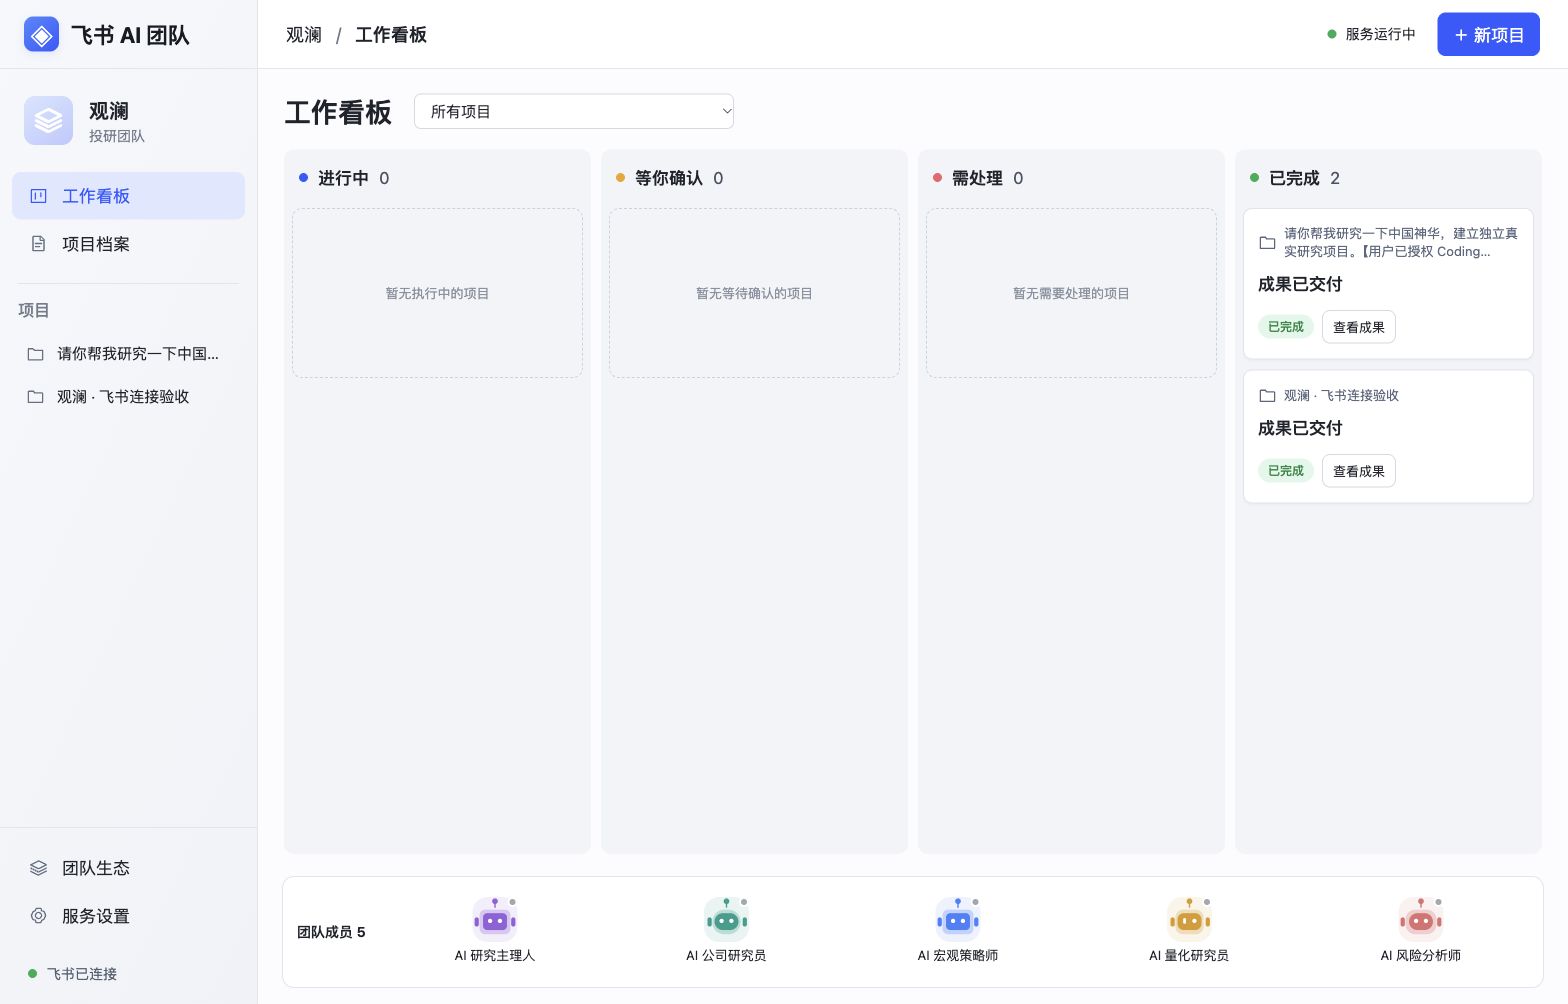 飞书 AI 团队
观澜
投研团队
工作看板
项目档案
项目
请你帮我研究一下中国...
观澜 · 飞书连接验收
团队生态
服务设置
飞书已连接
观澜 / 工作看板
服务运行中
+ 新项目
工作看板
所有项目
进行中 0
暂无执行中的项目
等你确认 0
暂无等待确认的项目
需处理 0
暂无需要处理的项目
已完成 2
请你帮我研究一下中国神华，建立独立真
实研究项目。【用户已授权 Coding...
成果已交付
已完成 查看成果
观澜 · 飞书连接验收
成果已交付
已完成 查看成果
团队成员 5
AI 研究主理人
AI 公司研究员
AI 宏观策略师
AI 量化研究员
AI 风险分析师